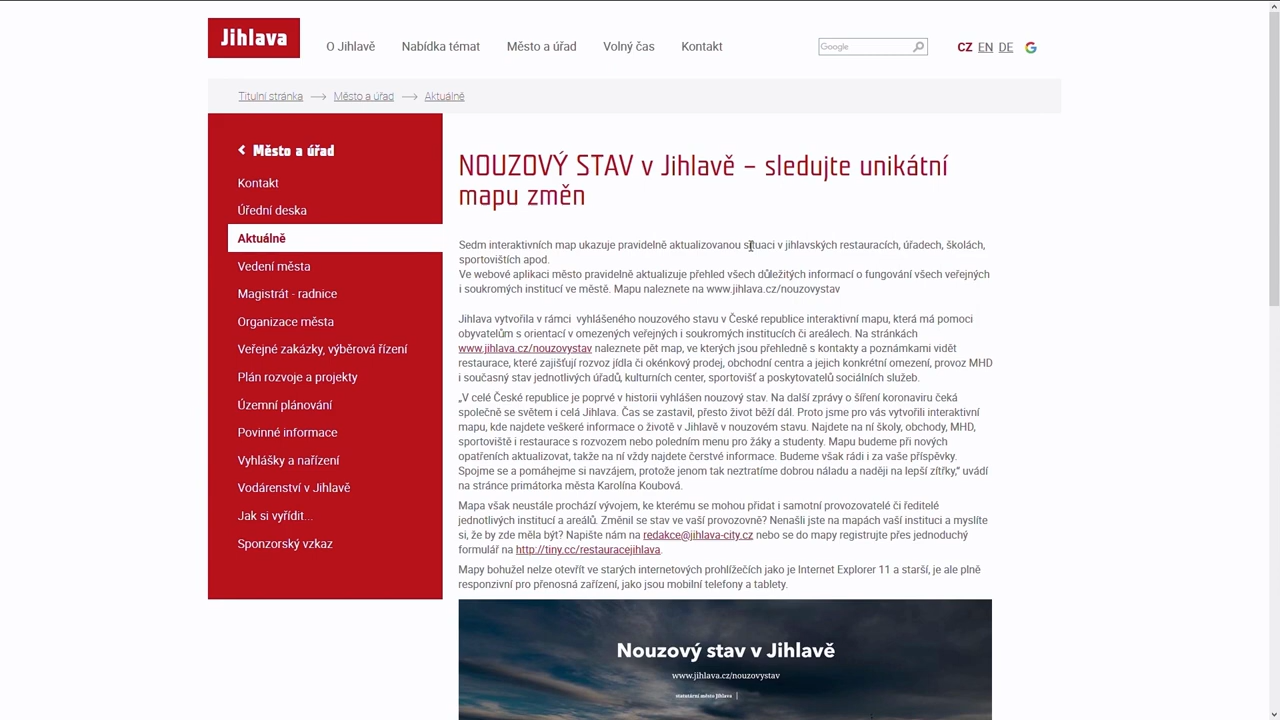 Jihlava
O Jihlavě
Nabídka témat
Město a úřad
Volný čas
Kontakt
Google
CZ EN DE
Titulní stránka → Město a úřad → Aktuálně
Město a úřad
Kontakt
Úřední deska
Aktuálně
Vedení města
Magistrát - radnice
Organizace města
Veřejné zakázky, výběrová řízení
Plán rozvoje a projekty
Územní plánování
Povinné informace
Vyhlášky a nařízení
Vodárenství v Jihlavě
Jak si vyřídit...
Sponzorský vzkaz
NOUZOVÝ STAV v Jihlavě – sledujte unikátní
mapu změn
Sedm interaktivních map ukazuje pravidelně aktualizovanou situaci v jihlavských restauracích, úřadech, školách,
sportovištích apod.
Ve webové aplikaci město pravidelně aktualizuje přehled všech důležitých informací o fungování všech veřejných
i soukromých institucí ve městě. Mapu naleznete na www.jihlava.cz/nouzovystav
Jihlava vytvořila v rámci vyhlášeného nouzového stavu v České republice interaktivní mapu, která má pomoci
obyvatelům s orientací v omezených veřejných i soukromých institucích či areálech. Na stránkách
www.jihlava.cz/nouzovystav naleznete pět map, ve kterých jsou přehledně s kontakty a poznámkami vidět
restaurace, které zajišťují rozvoz jídla či okénkový prodej, obchodní centra a jejich konkrétní omezení, provoz MHD
i současný stav jednotlivých úřadů, kulturních center, sportovišť a poskytovatelů sociálních služeb.
„V celé České republice je poprvé v historii vyhlášen nouzový stav. Na další zprávy o šíření koronaviru čeká
společně se světem i celá Jihlava. Čas se zastavil, přesto život běží dál. Proto jsme pro vás vytvořili interaktivní
mapu, kde najdete veškeré informace o životě v Jihlavě v nouzovém stavu. Najdete na ní školy, obchody, MHD,
sportoviště i restaurace s rozvozem nebo poledním menu pro žáky a studenty. Mapu budeme při nových
opatřeních aktualizovat, takže na ní vždy najdete čerstvé informace. Budeme však rádi i za vaše příspěvky.
Spojme se a pomáhejme si navzájem, protože jenom tak neztratíme dobrou náladu a naději na lepší zítřky,“ uvádí
na stránce primátorka města Karolína Koubová.
Mapa však neustále prochází vývojem, ke kterému se mohou přidat i samotní provozovatelé či ředitelé
jednotlivých institucí a areálů. Změnil se stav ve vaší provozovně? Nenašli jste na mapách vaší instituci a myslíte
si, že by zde měla být? Napište nám na redakce@jihlava-city.cz nebo se do mapy registrujte přes jednoduchý
formulář na http://tiny.cc/restauracejihlava.
Mapy bohužel nelze otevřít ve starých internetových prohlížečích jako je Internet Explorer 11 a starší, je ale plně
responzivní pro přenosná zařízení, jako jsou mobilní telefony a tablety.
Nouzový stav v Jihlavě
www.jihlava.cz/nouzovystav
statutární město Jihlava